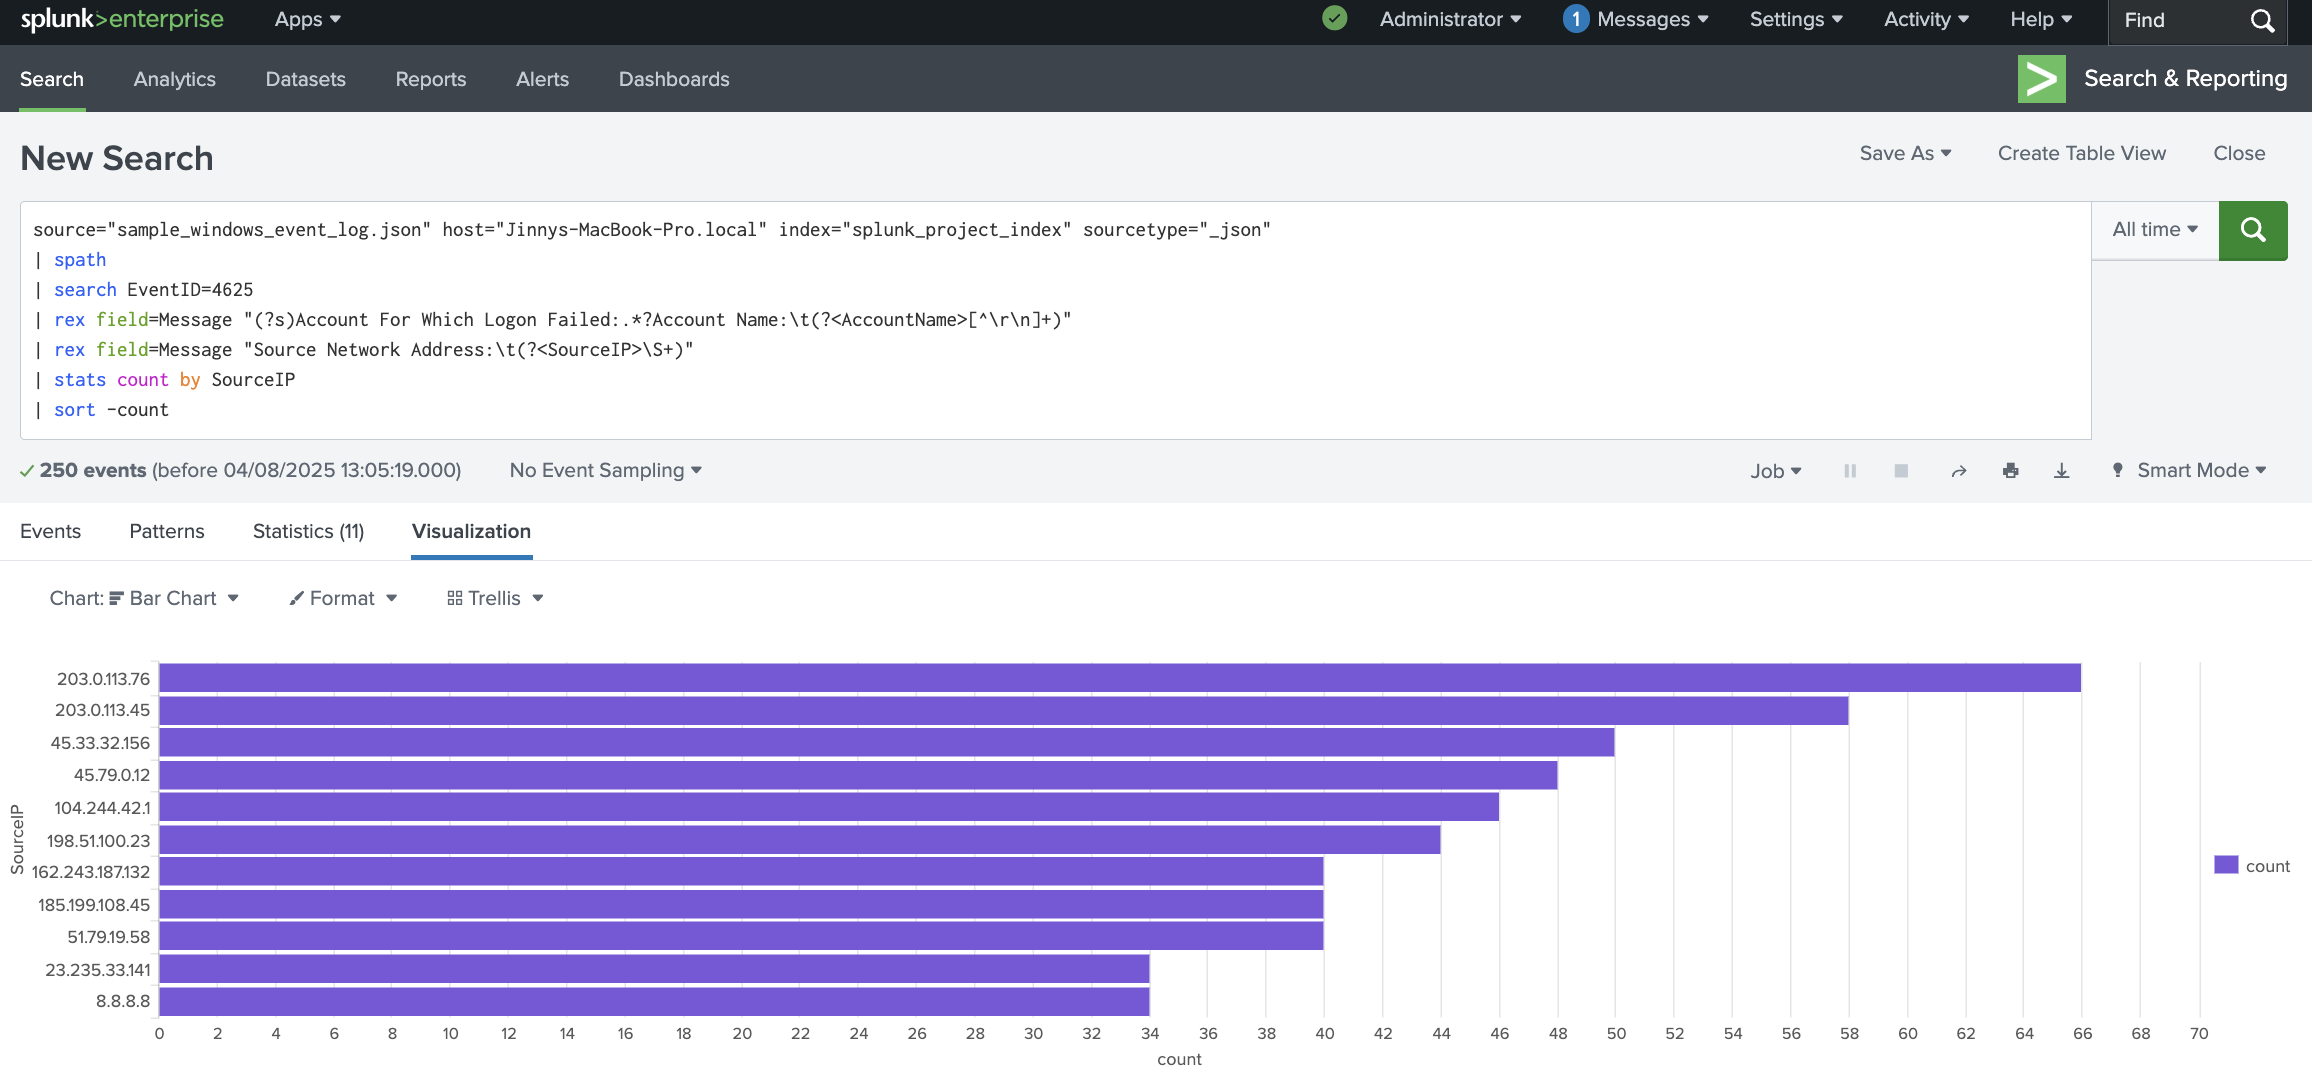 splunk>enterprise Apps Administrator 1 Messages Settings Activity Help Find
Search Analytics Datasets Reports Alerts Dashboards Search & Reporting
New Search Save As Create Table View Close
source="sample_windows_event_log.json" host="Jinnys-MacBook-Pro.local" index="splunk_project_index" sourcetype="_json" All time
| spath
| search EventID=4625
| rex field=Message "(?s)Account For Which Logon Failed:.*?Account Name:\t(?<AccountName>[^\r\n]+)"
| rex field=Message "Source Network Address:\t(?<SourceIP>\S+)"
| stats count by SourceIP
| sort -count
250 events (before 04/08/2025 13:05:19.000) No Event Sampling Job Smart Mode
Events Patterns Statistics (11) Visualization
Chart: Bar Chart Format Trellis
SourceIP
203.0.113.76
203.0.113.45
45.33.32.156
45.79.0.12
104.244.42.1
198.51.100.23
162.243.187.132
185.199.108.45
51.79.19.58
23.235.33.141
8.8.8.8
0 2 4 6 8 10 12 14 16 18 20 22 24 26 28 30 32 34 36 38 40 42 44 46 48 50 52 54 56 58 60 62 64 66 68 70
count
count